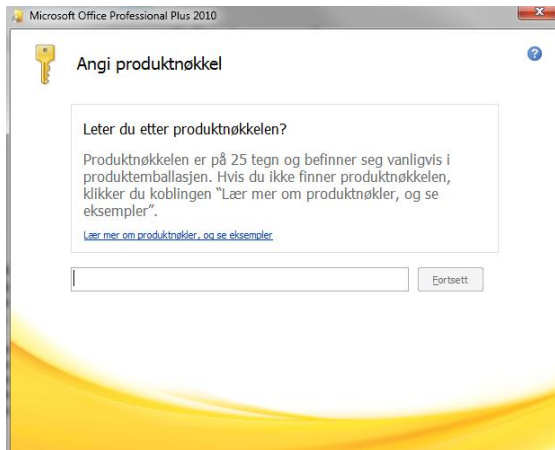 Microsoft Office Professional Plus 2010
Angi produktnøkkel
Leter du etter produktnøkkelen?
Produktnøkkelen er på 25 tegn og befinner seg vanligvis i
produktemballasjen. Hvis du ikke finner produktnøkkelen,
klikker du koblingen “Lær mer om produktnøkler, og se
eksempler”.
Lær mer om produktnøkler, og se eksempler
Fortsett